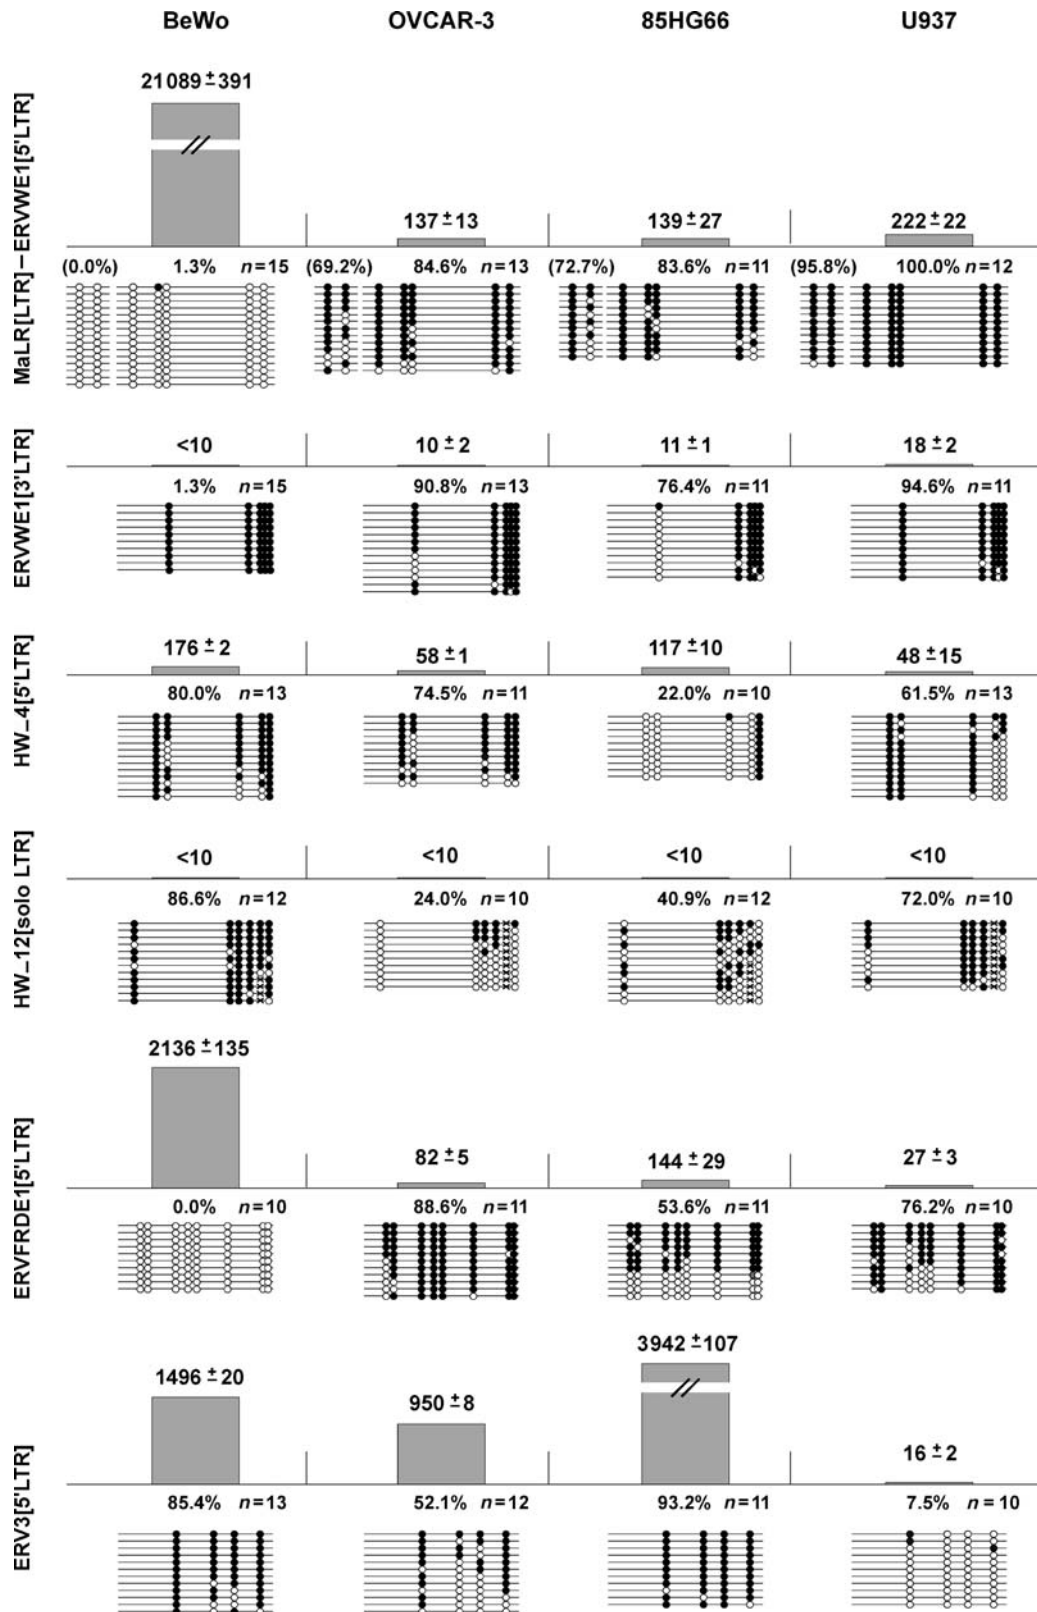 BeWo OVCAR-3 85HG66 U937
MaLR[LTR]–ERVWE1[5'LTR]
21089 ± 391 137 ± 13 139 ± 27 222 ± 22
(0.0%) 1.3% n=15 (69.2%) 84.6% n=13 (72.7%) 83.6% n=11 (95.8%) 100.0% n=12
ERVWE1[3'LTR]
<10 10 ± 2 11 ± 1 18 ± 2
1.3% n=15 90.8% n=13 76.4% n=11 94.6% n=11
HW_4[5'LTR]
176 ± 2 58 ± 1 117 ± 10 48 ± 15
80.0% n=13 74.5% n=11 22.0% n=10 61.5% n=13
HW_12[solo LTR]
<10 <10 <10 <10
86.6% n=12 24.0% n=10 40.9% n=12 72.0% n=10
ERVFRDE1[5'LTR]
2136 ± 135 82 ± 5 144 ± 29 27 ± 3
0.0% n=10 88.6% n=11 53.6% n=11 76.2% n=10
ERV3[5'LTR]
1496 ± 20 950 ± 8 3942 ± 107 16 ± 2
85.4% n=13 52.1% n=12 93.2% n=11 7.5% n=10